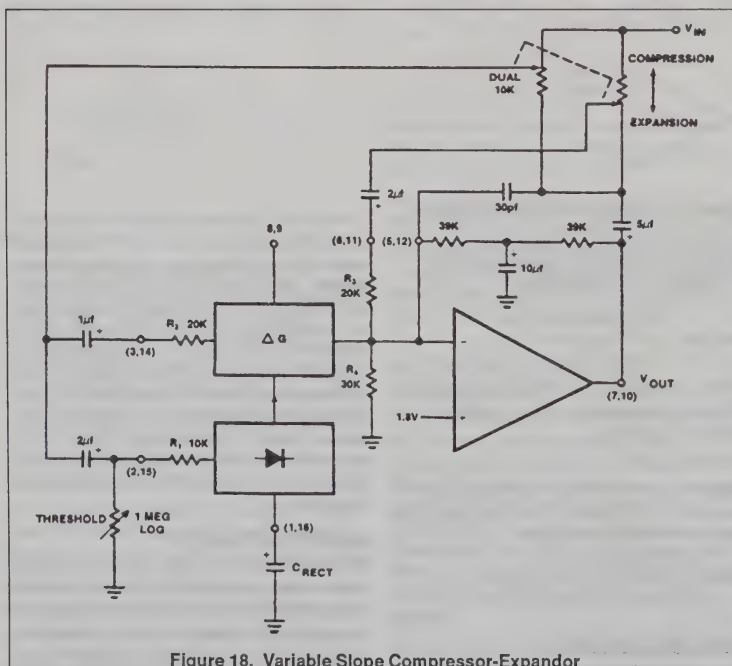 V_IN
COMPRESSION
DUAL
10K
EXPANSION
2µf
30pf
5µf
8,9
(6,11)
(5,12)
39K
39K
10µf
R₃
20K
1µf
R₂ 20K
(3,14)
Δ G
R₄
30K
1.8V
V_OUT
(7,10)
2µf
R₁ 10K
(2,15)
THRESHOLD
1 MEG
LOG
(1,16)
C_RECT
Figure 18. Variable Slope Compressor-Expandor